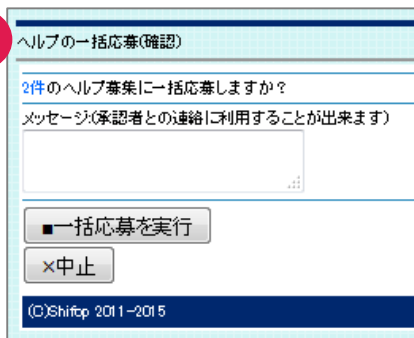 ヘルプの一括応募(確認)
2件のヘルプ募集に一括応募しますか？
メッセージ:(承認者との連絡に利用することが出来ます)
■一括応募を実行
×中止
(C)Shifop 2011-2015